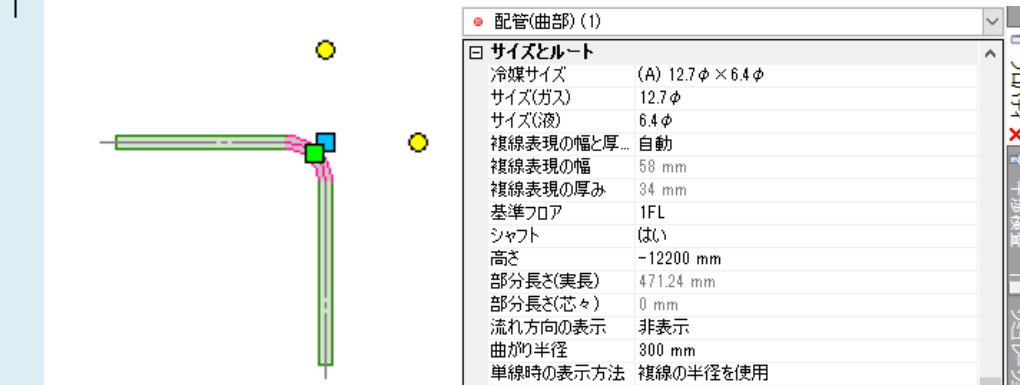 配管(曲部) (1)
サイズとルート
冷媒サイズ (A) 12.7φ×6.4φ
サイズ(ガス) 12.7φ
サイズ(液) 6.4φ
複線表現の幅と厚... 自動
複線表現の幅 58 mm
複線表現の厚み 34 mm
基準フロア 1FL
シャフト はい
高さ -12200 mm
部分長さ(実長) 471.24 mm
部分長さ(芯々) 0 mm
流れ方向の表示 非表示
曲がり半径 300 mm
単線時の表示方法 複線の半径を使用